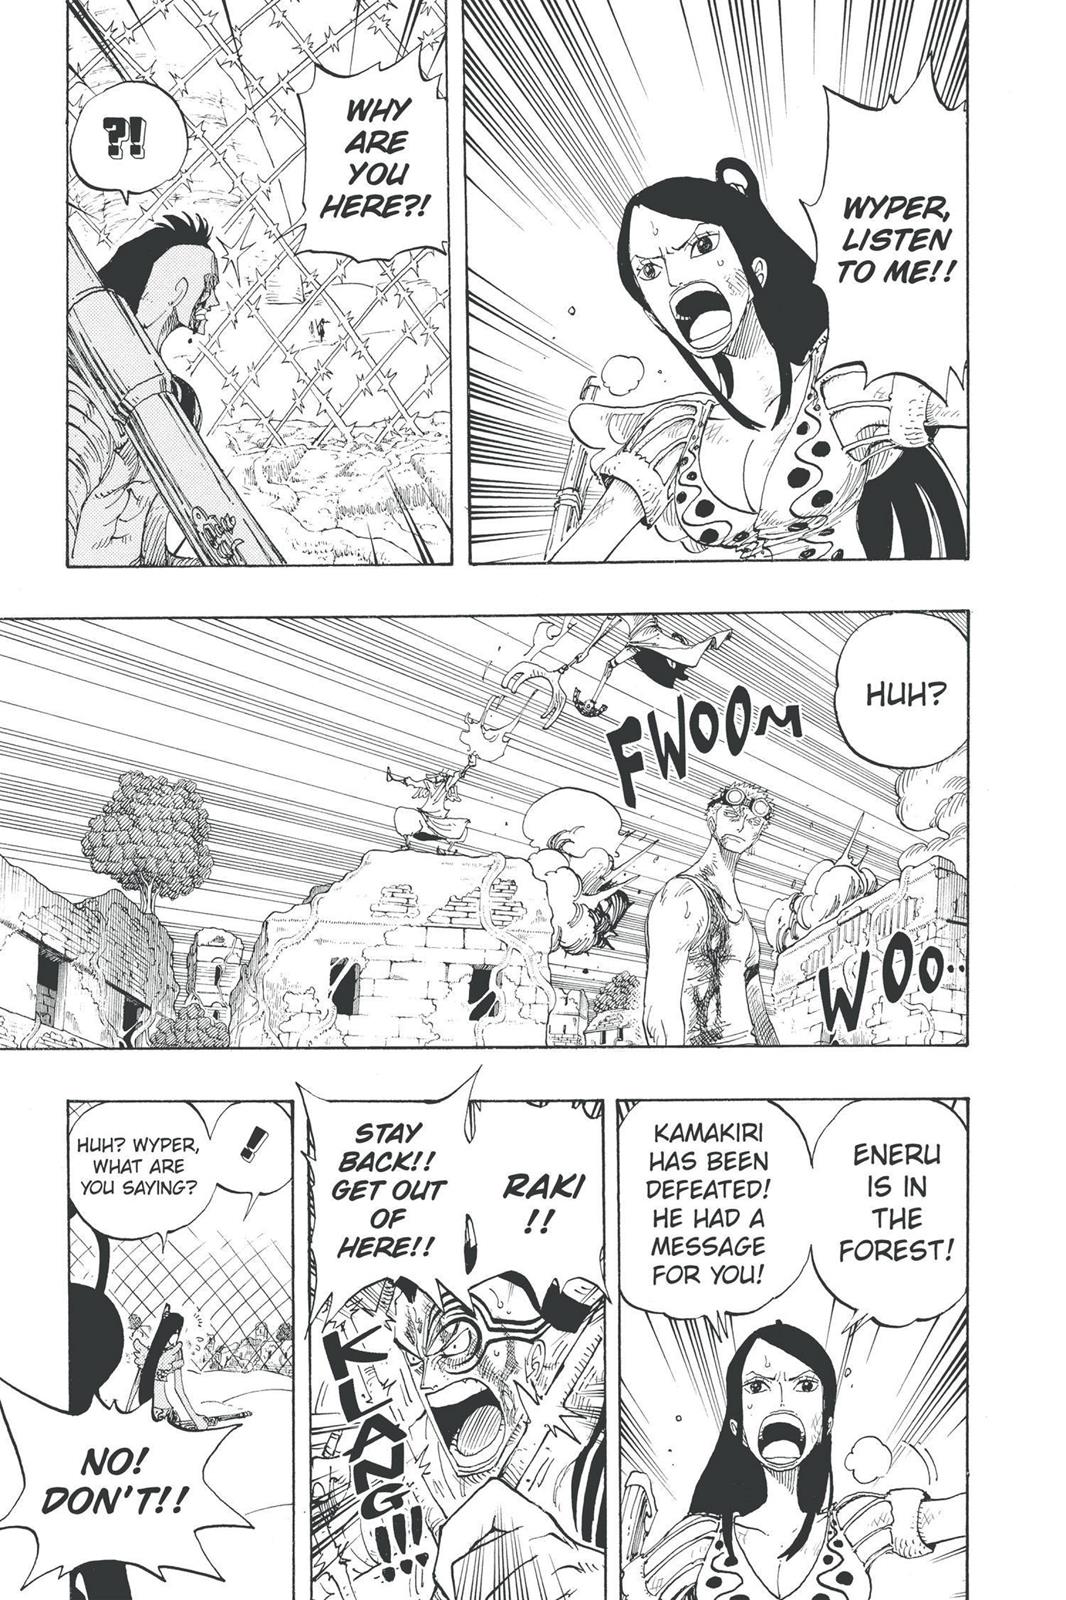 WYPER,
LISTEN
TO ME!!
WHY
ARE
YOU
HERE?!
?!
HUH?
FWOOM
WOO..
ENERU
IS IN
THE
FOREST!
KAMAKIRI
HAS BEEN
DEFEATED!
HE HAD A
MESSAGE
FOR YOU!
RAKI
!!
STAY
BACK!!
GET OUT
OF
HERE!!
KLANG!!!..
!
HUH? WYPER,
WHAT ARE
YOU SAYING?
NO!
DON'T!!